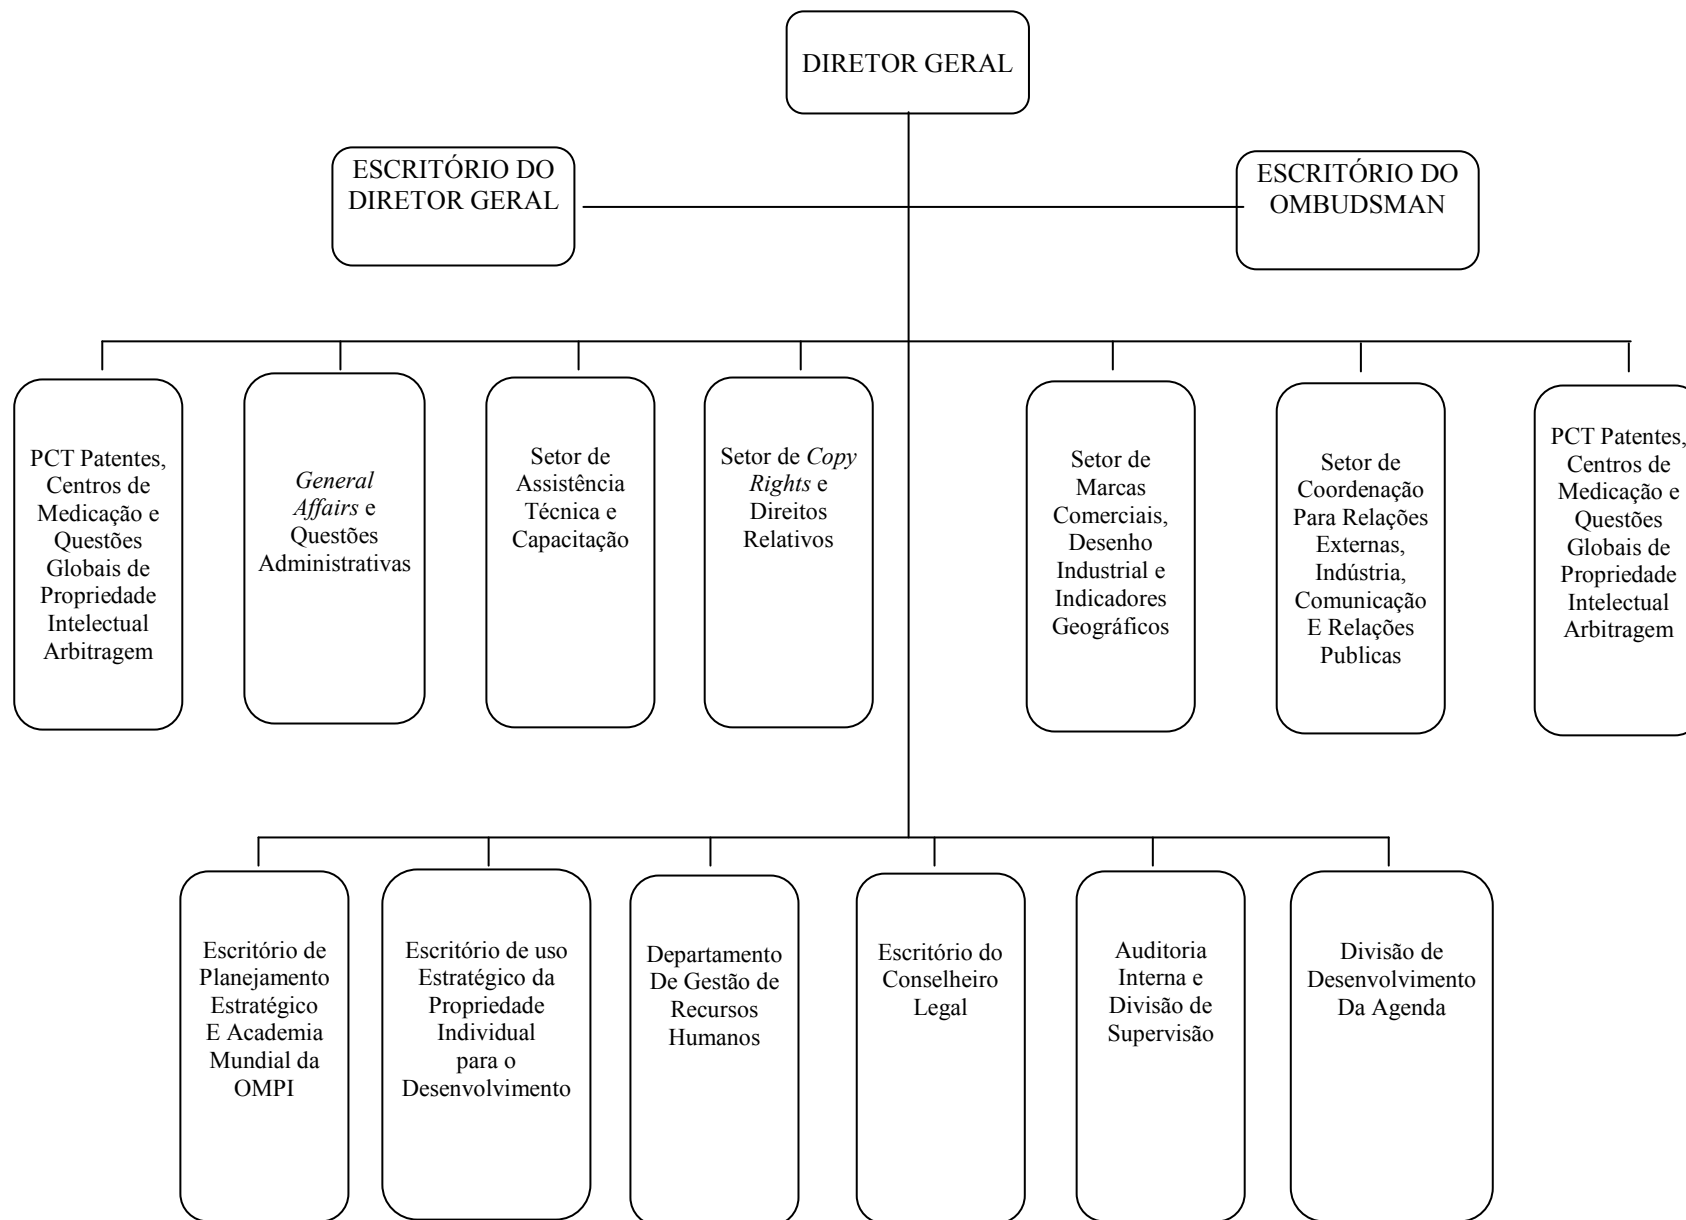 DIRETOR GERAL
ESCRITÓRIO DO
DIRETOR GERAL
ESCRITÓRIO DO
OMBUDSMAN
PCT Patentes,
Centros de
Medicação e
Questões
Globais de
Propriedade
Intelectual
Arbitragem
General
Affairs e
Questões
Administrativas
Setor de
Assistência
Técnica e
Capacitação
Setor de Copy
Rights e
Direitos
Relativos
Setor de
Marcas
Comerciais,
Desenho
Industrial e
Indicadores
Geográficos
Setor de
Coordenação
Para Relações
Externas,
Indústria,
Comunicação
E Relações
Publicas
PCT Patentes,
Centros de
Medicação e
Questões
Globais de
Propriedade
Intelectual
Arbitragem
Escritório de
Planejamento
Estratégico
E Academia
Mundial da
OMPI
Escritório de uso
Estratégico da
Propriedade
Individual
para o
Desenvolvimento
Departamento
De Gestão de
Recursos
Humanos
Escritório do
Conselheiro
Legal
Auditoria
Interna e
Divisão de
Supervisão
Divisão de
Desenvolvimento
Da Agenda